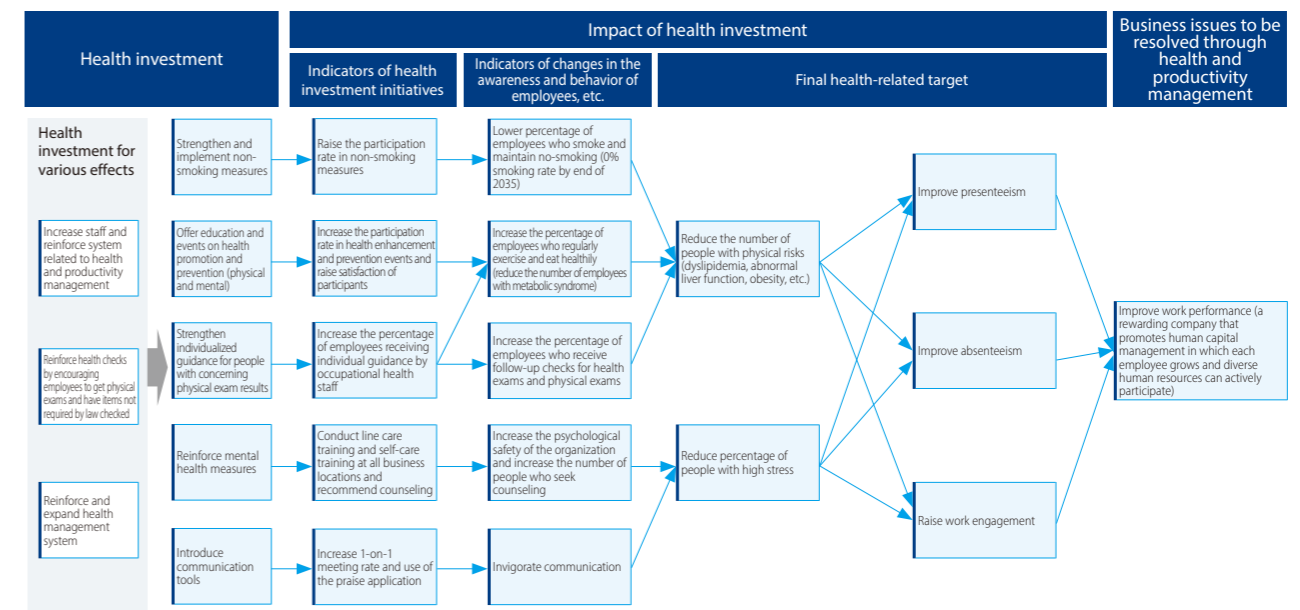 Health investment
Impact of health investment
Business issues to be
resolved through
health and
productivity
management
Indicators of health
investment initiatives
Indicators of changes in the
awareness and behavior of
employees, etc.
Final health-related target
Health
investment for
various effects
Increase staff and
reinforce system
related to health
and productivity
management
Reinforce health checks
by encouraging
employees to get physical
exams and have items not
required by law checked
Reinforce and
expand health
management
system
Strengthen and
implement non-
smoking measures
Raise the participation
rate in non-smoking
measures
Lower percentage of
employees who smoke and
maintain no-smoking (0%
smoking rate by end of
2035)
Offer education and
events on health
promotion and
prevention (physical
and mental)
Increase the participation
rate in health enhancement
and prevention events and
raise satisfaction of
participants
Increase the percentage of
employees who regularly
exercise and eat healthily
(reduce the number of employees
with metabolic syndrome)
Strengthen
individualized
guidance for people
with concerning
physical exam results
Increase the percentage
of employees receiving
individual guidance by
occupational health
staff
Increase the percentage of
employees who receive
follow-up checks for health
exams and physical exams
Reinforce mental
health measures
Conduct line care
training and self-care
training at all business
locations and
recommend counseling
Increase the psychological
safety of the organization
and increase the number of
people who seek
counseling
Introduce
communication
tools
Increase 1-on-1
meeting rate and use of
the praise application
Invigorate communication
Reduce the number of
people with physical risks
(dyslipidemia, abnormal
liver function, obesity, etc.)
Reduce percentage of
people with high stress
Improve presenteeism
Improve absenteeism
Raise work engagement
Improve work performance (a
rewarding company that
promotes human capital
management in which each
employee grows and diverse
human resources can actively
participate)